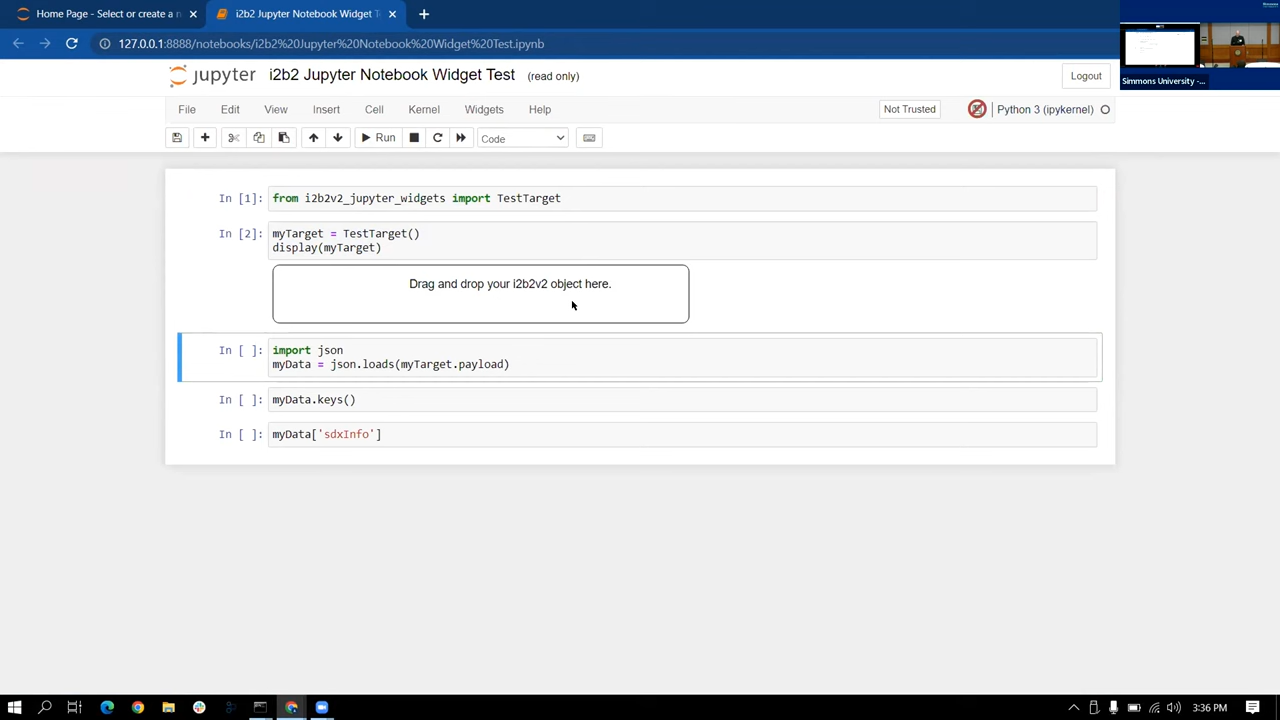 Home Page - Select or create a n
i2b2 Jupyter Notebook Widget T
127.0.0.1:8888/notebooks/i2b2%20Jupyter%20Notebook%20Widget%20Test.ipynb
Simmons University -...
jupyter
i2b2 Jupyter Notebook Widget Test
(read only)
Logout
File Edit View Insert Cell Kernel Widgets Help
Not Trusted
Python 3 (ipykernel)
Run
Code
In [1]: from i2b2v2_jupyter_widgets import TestTarget
In [2]: myTarget = TestTarget()
display(myTarget)
Drag and drop your i2b2v2 object here.
In [ ]: import json
myData = json.loads(myTarget.payload)
In [ ]: myData.keys()
In [ ]: myData['sdxInfo']
3:36 PM